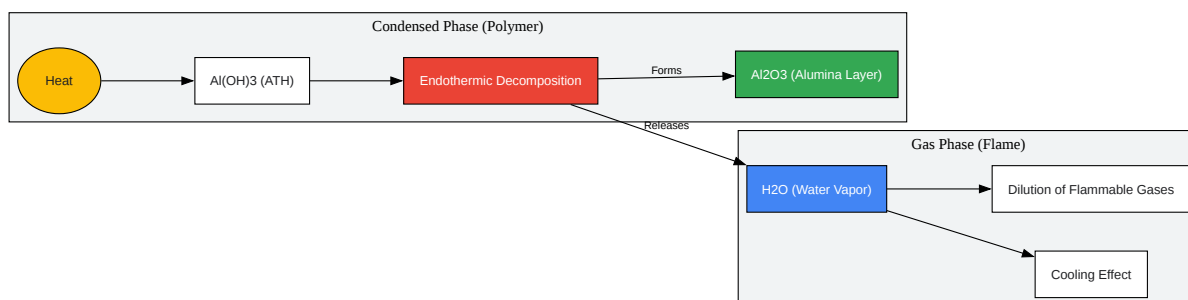 Condensed Phase (Polymer)
Heat
Al(OH)3 (ATH)
Endothermic Decomposition
Forms
Al2O3 (Alumina Layer)
Releases
Gas Phase (Flame)
H2O (Water Vapor)
Dilution of Flammable Gases
Cooling Effect